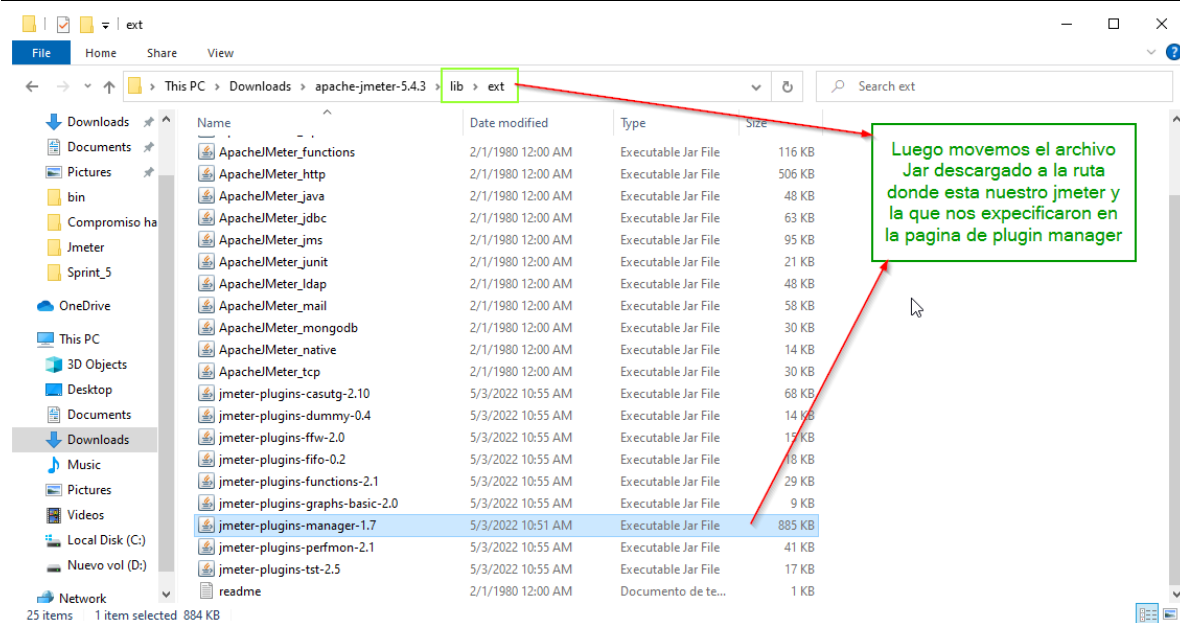 ext
File Home Share View
This PC > Downloads > apache-jmeter-5.4.3 > lib > ext
Search ext
Downloads
Documents
Pictures
bin
Compromiso ha
Jmeter
Sprint_5
OneDrive
This PC
3D Objects
Desktop
Documents
Downloads
Music
Pictures
Videos
Local Disk (C:)
Nuevo vol (D:)
Network
Name Date modified Type Size
ApacheJMeter_functions 2/1/1980 12:00 AM Executable Jar File 116 KB
ApacheJMeter_http 2/1/1980 12:00 AM Executable Jar File 506 KB
ApacheJMeter_java 2/1/1980 12:00 AM Executable Jar File 48 KB
ApacheJMeter_jdbc 2/1/1980 12:00 AM Executable Jar File 63 KB
ApacheJMeter_jms 2/1/1980 12:00 AM Executable Jar File 95 KB
ApacheJMeter_junit 2/1/1980 12:00 AM Executable Jar File 21 KB
ApacheJMeter_ldap 2/1/1980 12:00 AM Executable Jar File 48 KB
ApacheJMeter_mail 2/1/1980 12:00 AM Executable Jar File 58 KB
ApacheJMeter_mongodb 2/1/1980 12:00 AM Executable Jar File 30 KB
ApacheJMeter_native 2/1/1980 12:00 AM Executable Jar File 14 KB
ApacheJMeter_tcp 2/1/1980 12:00 AM Executable Jar File 30 KB
jmeter-plugins-casutg-2.10 5/3/2022 10:55 AM Executable Jar File 68 KB
jmeter-plugins-dummy-0.4 5/3/2022 10:55 AM Executable Jar File 14 KB
jmeter-plugins-ffw-2.0 5/3/2022 10:55 AM Executable Jar File 15 KB
jmeter-plugins-fifo-0.2 5/3/2022 10:55 AM Executable Jar File 18 KB
jmeter-plugins-functions-2.1 5/3/2022 10:55 AM Executable Jar File 29 KB
jmeter-plugins-graphs-basic-2.0 5/3/2022 10:55 AM Executable Jar File 9 KB
jmeter-plugins-manager-1.7 5/3/2022 10:51 AM Executable Jar File 885 KB
jmeter-plugins-perfmon-2.1 5/3/2022 10:55 AM Executable Jar File 41 KB
jmeter-plugins-tst-2.5 5/3/2022 10:55 AM Executable Jar File 17 KB
readme 2/1/1980 12:00 AM Documento de te... 1 KB
Luego movemos el archivo
Jar descargado a la ruta
donde esta nuestro jmeter y
la que nos expecificaron en
la pagina de plugin manager
25 items 1 item selected 884 KB